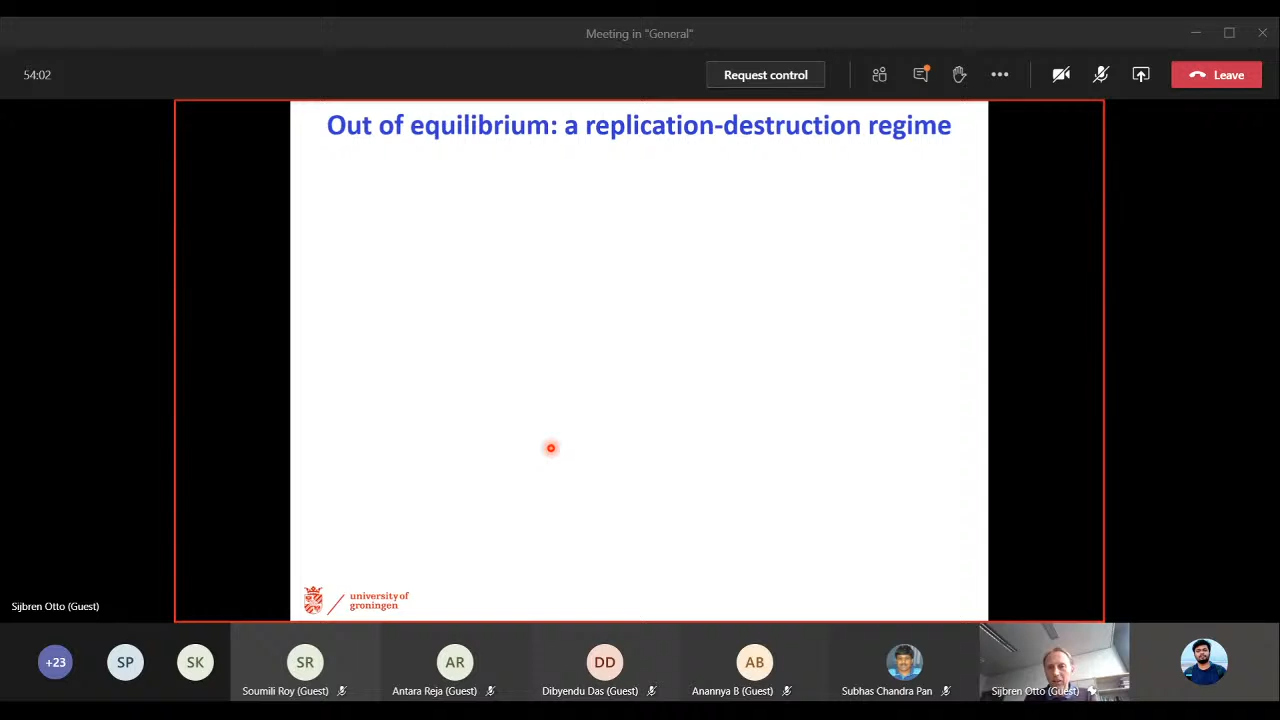 Meeting in "General"
54:02
Request control
Leave
Out of equilibrium: a replication-destruction regime
university of
groningen
Sijbren Otto (Guest)
+23
SP
SK
SR
AR
DD
AB
Soumili Roy (Guest)
Antara Reja (Guest)
Dibyendu Das (Guest)
Anannya B (Guest)
Subhas Chandra Pan
Sijbren Otto (Guest)